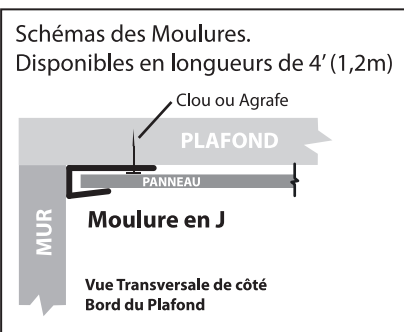 Schémas des Moulures.
Disponibles en longueurs de 4’ (1,2m)
Clou ou Agrafe
PLAFOND
PANNEAU
MUR
Moulure en J
Vue Transversale de côté
Bord du Plafond